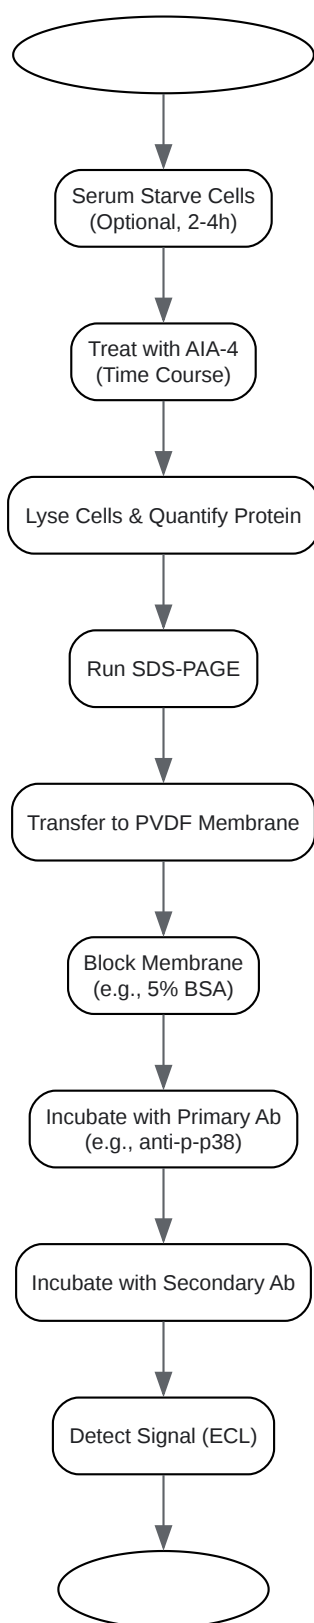 Serum Starve Cells
(Optional, 2-4h)
Treat with AIA-4
(Time Course)
Lyse Cells & Quantify Protein
Run SDS-PAGE
Transfer to PVDF Membrane
Block Membrane
(e.g., 5% BSA)
Incubate with Primary Ab
(e.g., anti-p-p38)
Incubate with Secondary Ab
Detect Signal (ECL)